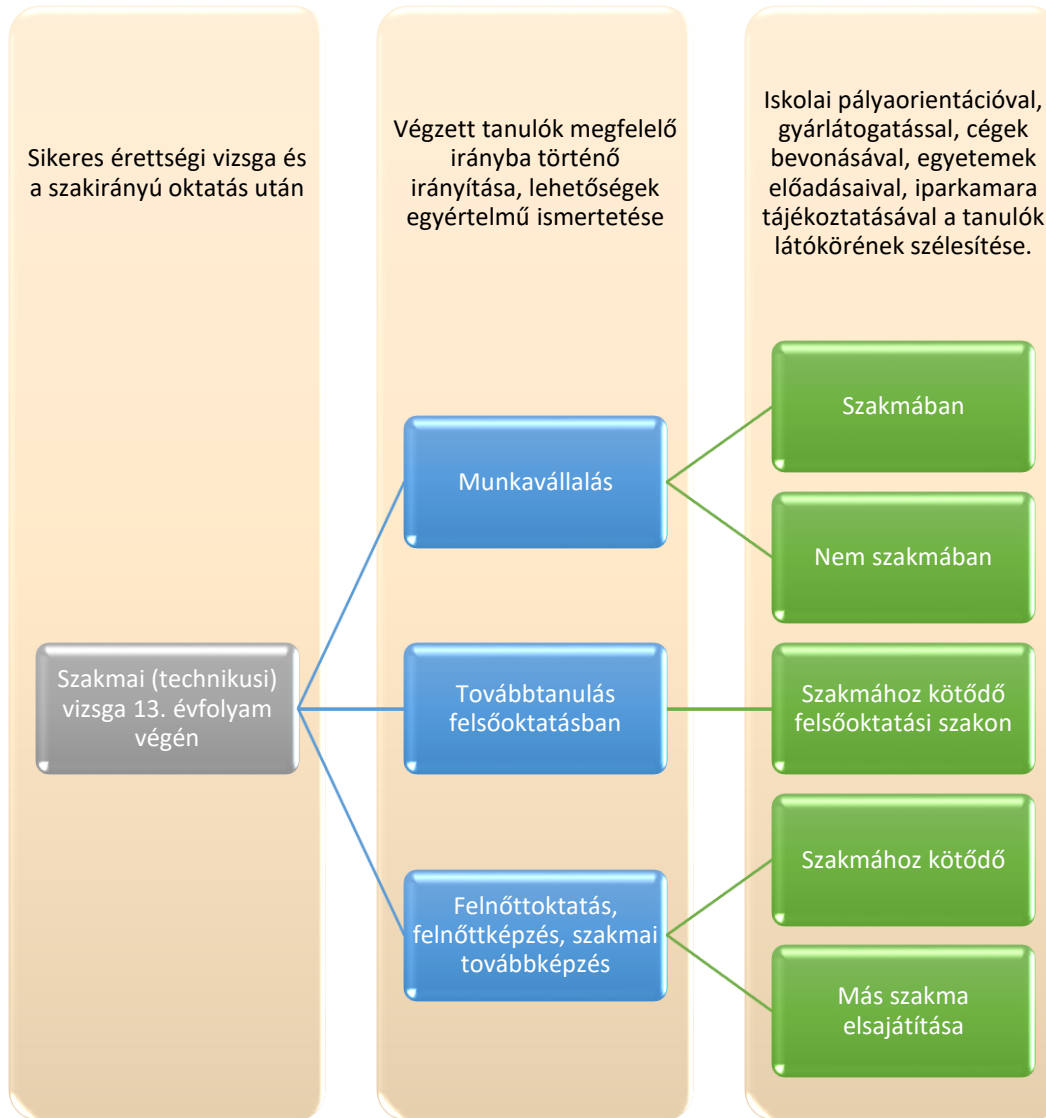 Sikeres érettségi vizsga és
a szakirányú oktatás után
Végzett tanulók megfelelő
irányba történő
irányítása, lehetőségek
egyértelmű ismertetése
Iskolai pályaorientációval,
gyárlátogatással, cégek
bevonásával, egyetemek
előadásaival, iparkamara
tájékoztatásával a tanulók
látókörének szélesítése.
Szakmai (technikusi)
vizsga 13. évfolyam
végén
Munkavállalás
Szakmában
Nem szakmában
Továbbtanulás
felsőoktatásban
Szakmához kötődő
felsőoktatási szakon
Felnőttoktatás,
felnőttképzés, szakmai
továbbképzés
Szakmához kötődő
Más szakma
elsajátítása